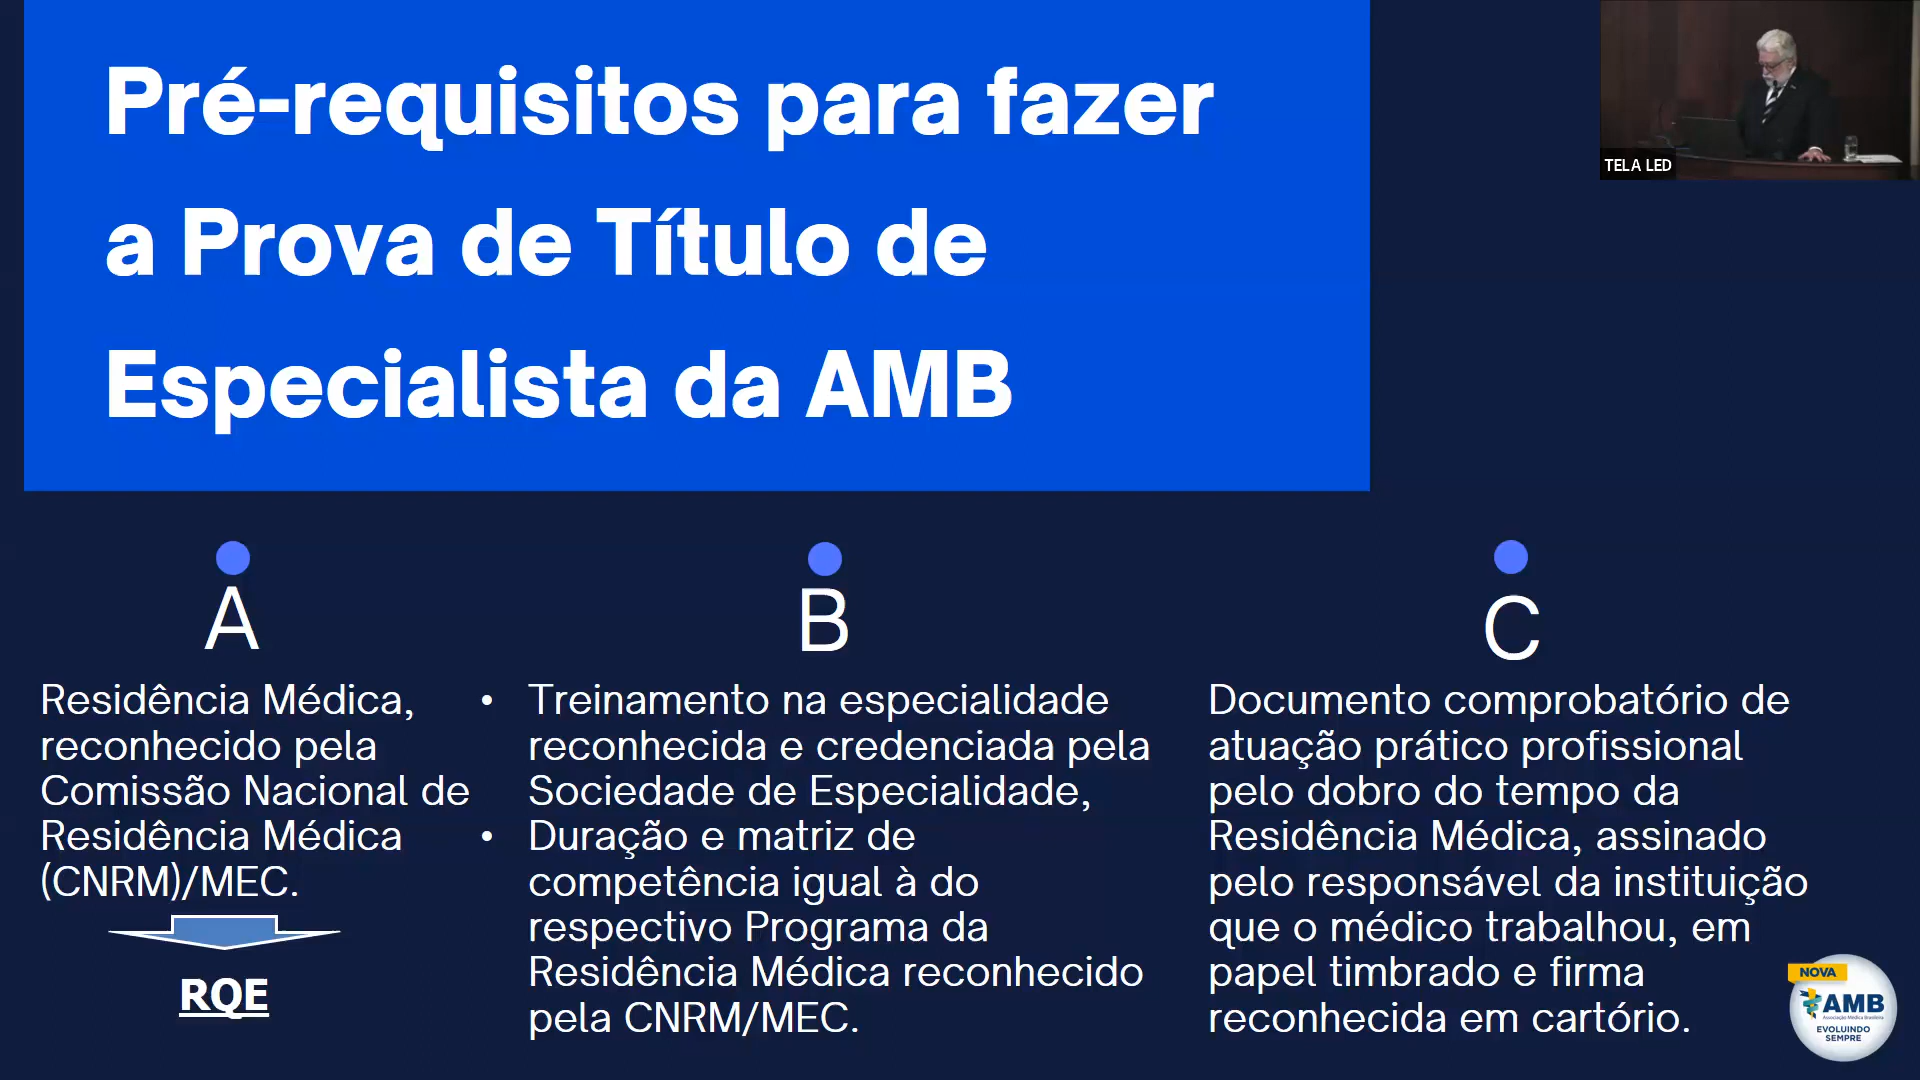 Pré-requisitos para fazer
a Prova de Título de
Especialista da AMB
TELA LED
A
Residência Médica,
reconhecido pela
Comissão Nacional de
Residência Médica
(CNRM)/MEC.
RQE
B
• Treinamento na especialidade
reconhecida e credenciada pela
Sociedade de Especialidade,
• Duração e matriz de
competência igual à do
respectivo Programa da
Residência Médica reconhecido
pela CNRM/MEC.
C
Documento comprobatório de
atuação prático profissional
pelo dobro do tempo da
Residência Médica, assinado
pelo responsável da instituição
que o médico trabalhou, em
papel timbrado e firma
reconhecida em cartório.
NOVA
AMB
Associação Médica Brasileira
EVOLUINDO
SEMPRE